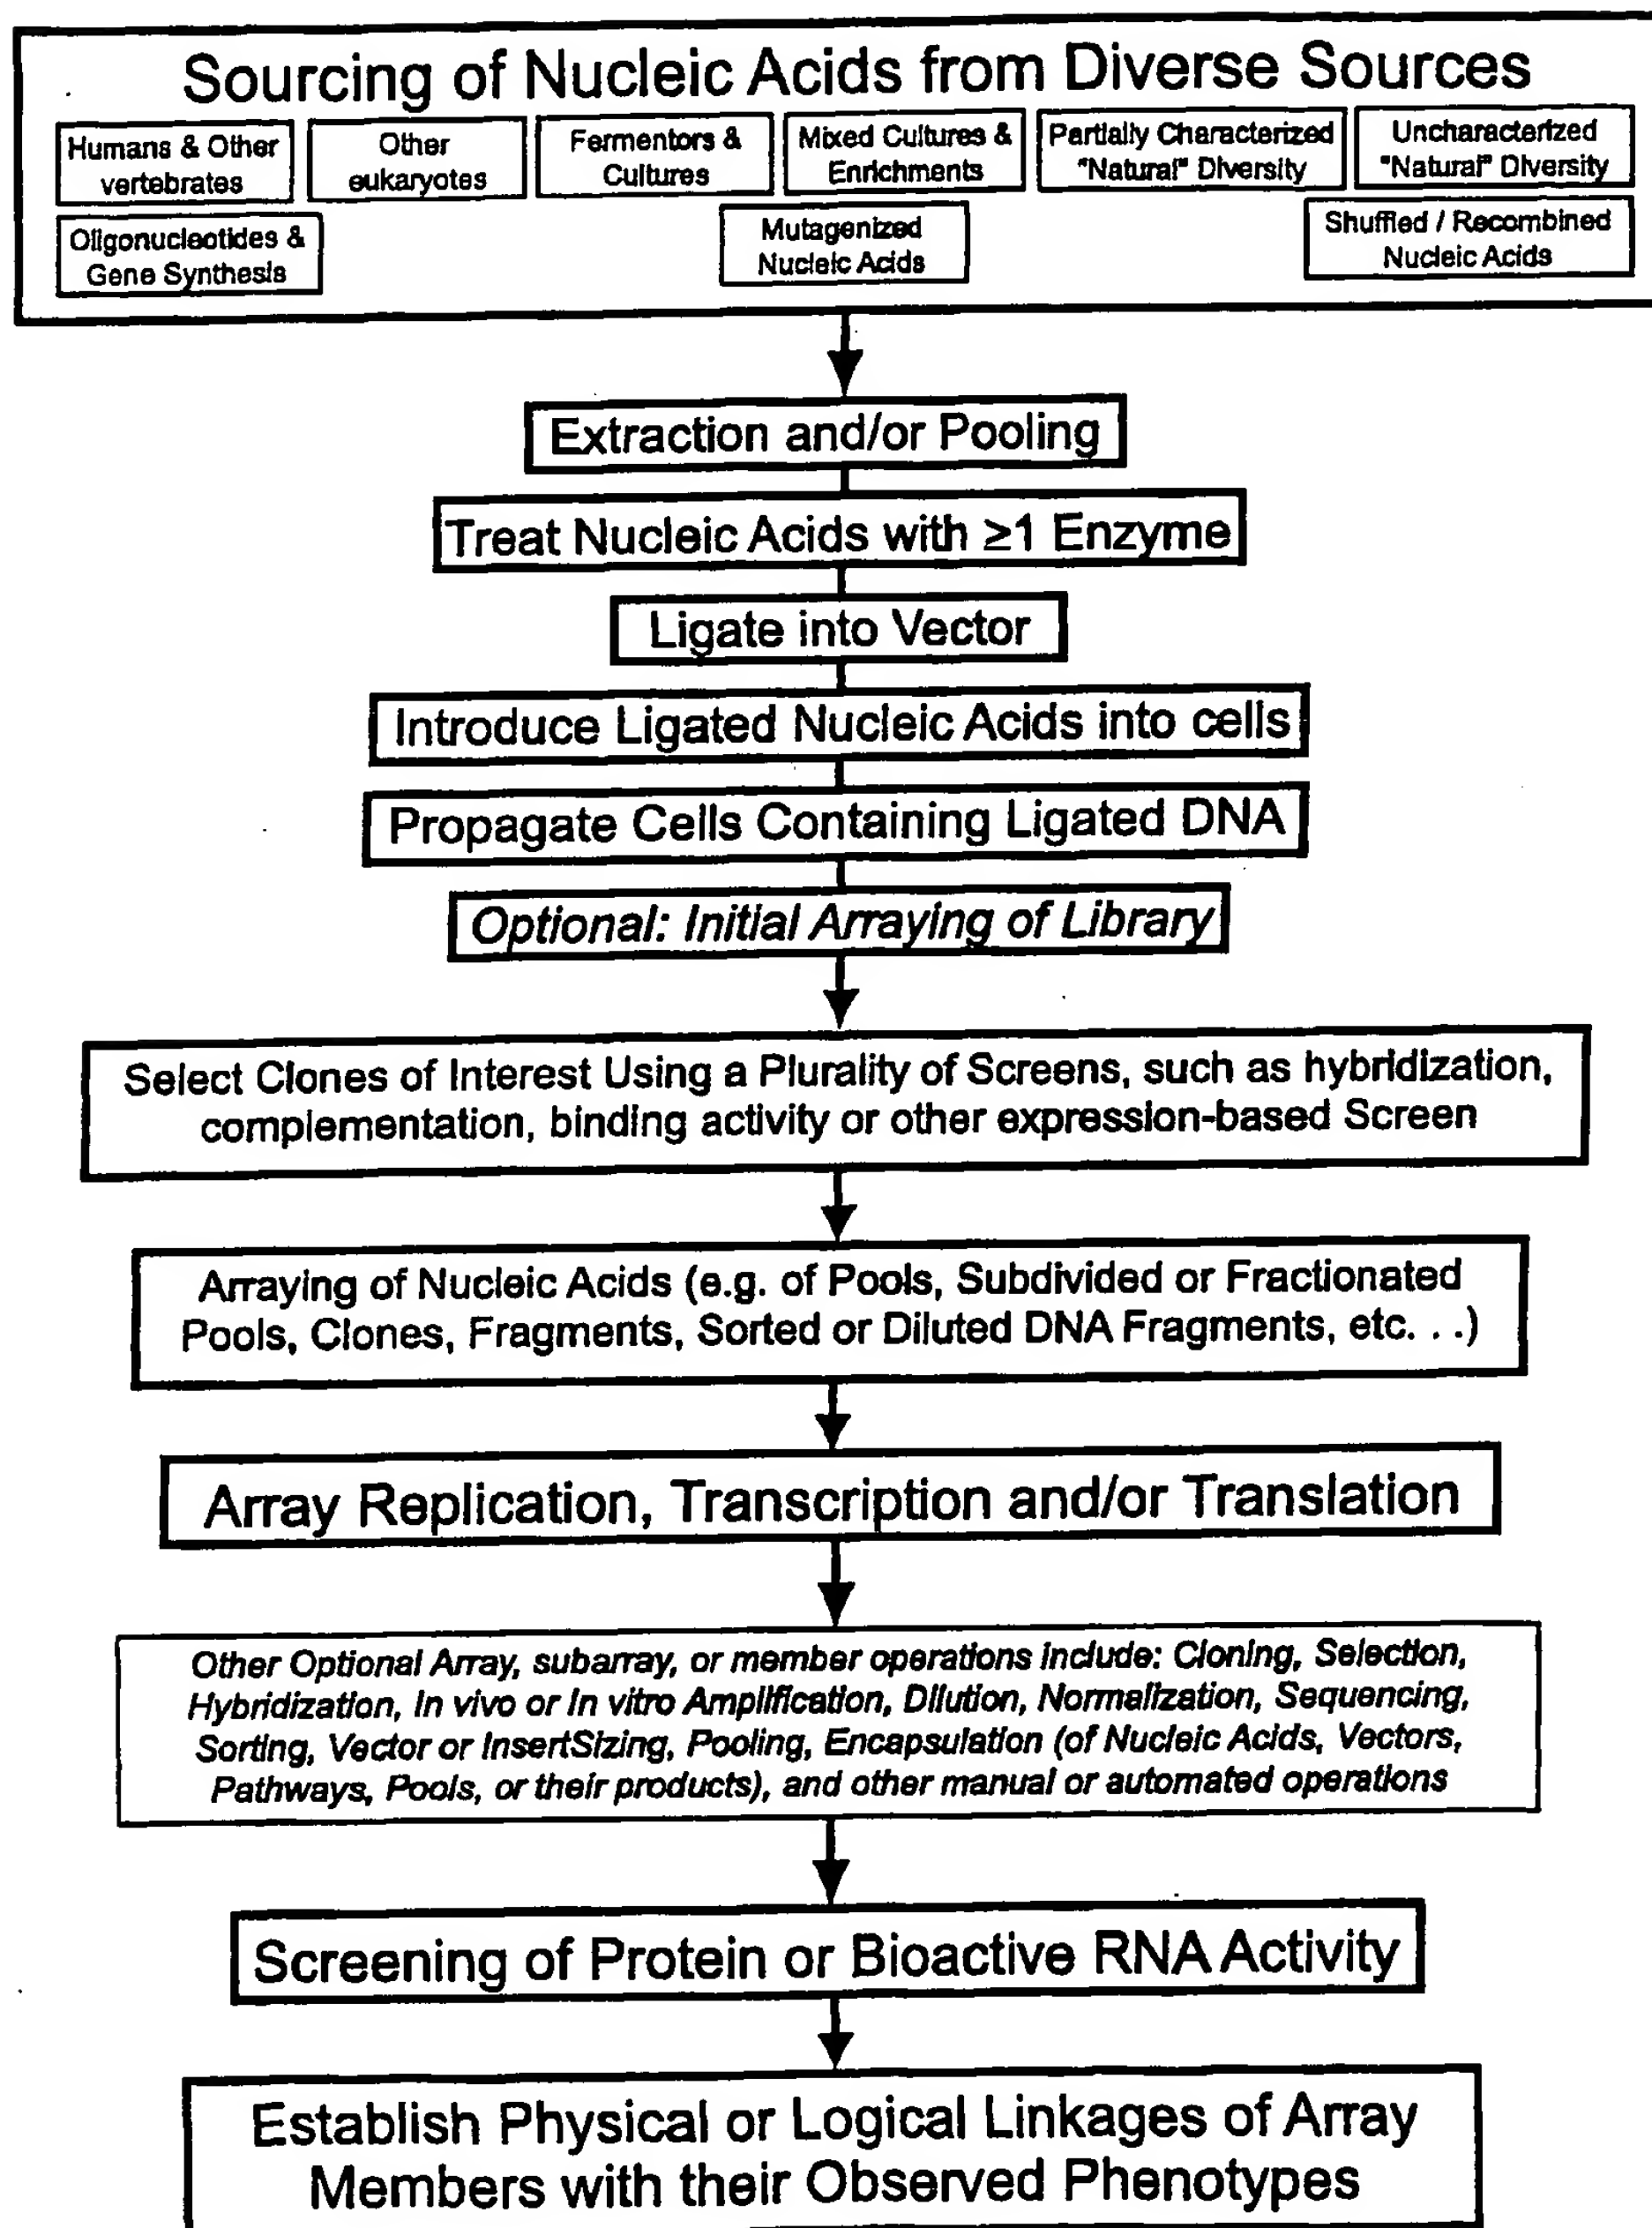 Sourcing of Nucleic Acids from Diverse Sources
Humans & Other
vertebrates
Other
eukaryotes
Fermentors &
Cultures
Mixed Cultures &
Enrichments
Partially Characterized
"Natural" Diversity
Uncharacterized
"Natural" Diversity
Oligonucleotides &
Gene Synthesis
Mutagenized
Nucleic Acids
Shuffled / Recombined
Nucleic Acids
Extraction and/or Pooling
Treat Nucleic Acids with ≥1 Enzyme
Ligate into Vector
Introduce Ligated Nucleic Acids into cells
Propagate Cells Containing Ligated DNA
Optional: Initial Arraying of Library
Select Clones of Interest Using a Plurality of Screens, such as hybridization,
complementation, binding activity or other expression-based Screen
Arraying of Nucleic Acids (e.g. of Pools, Subdivided or Fractionated
Pools, Clones, Fragments, Sorted or Diluted DNA Fragments, etc. . .)
Array Replication, Transcription and/or Translation
Other Optional Array, subarray, or member operations include: Cloning, Selection,
Hybridization, In vivo or In vitro Amplification, Dilution, Normalization, Sequencing,
Sorting, Vector or InsertSizing, Pooling, Encapsulation (of Nucleic Acids, Vectors,
Pathways, Pools, or their products), and other manual or automated operations
Screening of Protein or Bioactive RNA Activity
Establish Physical or Logical Linkages of Array
Members with their Observed Phenotypes